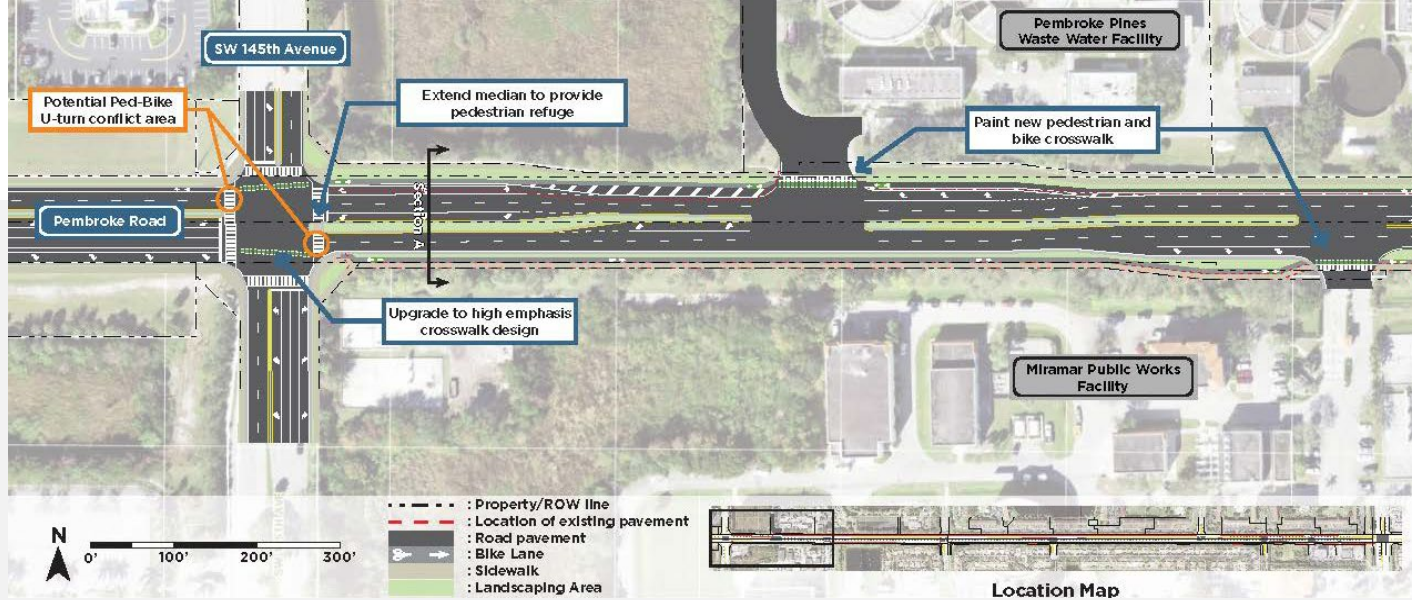 SW 145th Avenue
Pembroke Pines
Waste Water Facility
Potential Ped-Bike
U-turn conflict area
Extend median to provide
pedestrian refuge
Paint new pedestrian and
bike crosswalk
Section A
Pembroke Road
Upgrade to high emphasis
crosswalk design
Miramar Public Works
Facility
N
0' 100' 200' 300'
: Property/ROW line
: Location of existing pavement
: Road pavement
: Bike Lane
: Sidewalk
: Landscaping Area
Location Map